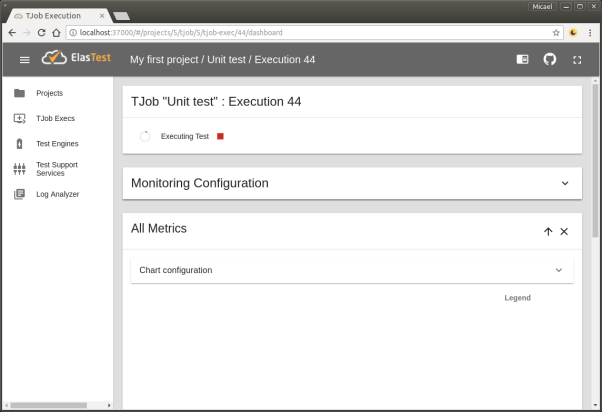 Micael
TJob Execution
localhost:37000/#/projects/5/tjob/5/tjob-exec/44/dashboard
ElasTest
My first project / Unit test / Execution 44
Projects
TJob Execs
Test Engines
Test Support
Services
Log Analyzer
TJob "Unit test" : Execution 44
Executing Test
Monitoring Configuration
All Metrics
Chart configuration
Legend